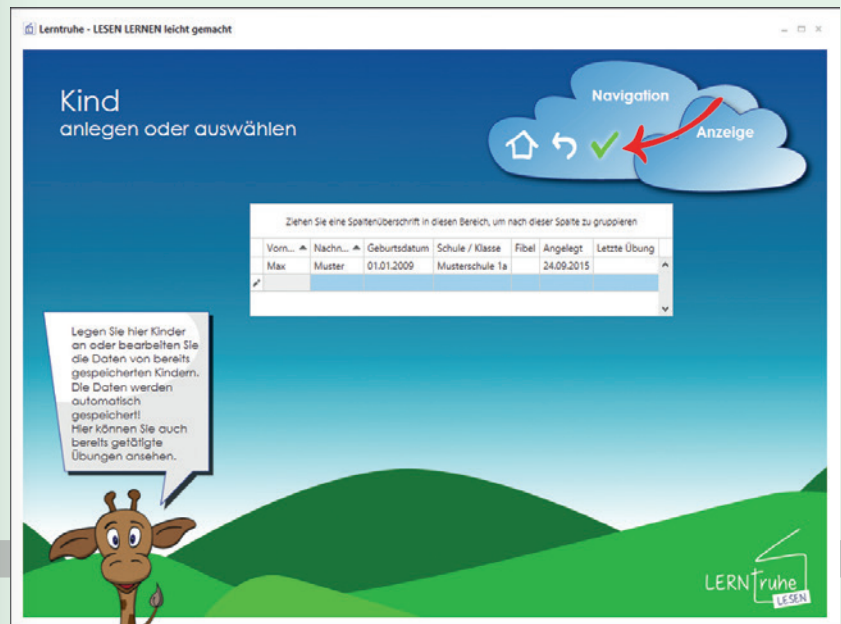 Lerntruhe - LESEN LERNEN leicht gemacht
Kind
anlegen oder auswählen
Navigation
Anzeige
Ziehen Sie eine Spaltenüberschrift in diesen Bereich, um nach dieser Spalte zu gruppieren
Vorn... Nachn... Geburtsdatum Schule / Klasse Fibel Angelegt Letzte Übung
Max Muster 01.01.2009 Musterschule 1a 24.09.2015
Legen Sie hier Kinder
an oder bearbeiten Sie
die Daten von bereits
gespeicherten Kindern.
Die Daten werden
automatisch
gespeichert!
Hier können Sie auch
bereits getätigte
Übungen ansehen.
LERNTruhe
LESEN